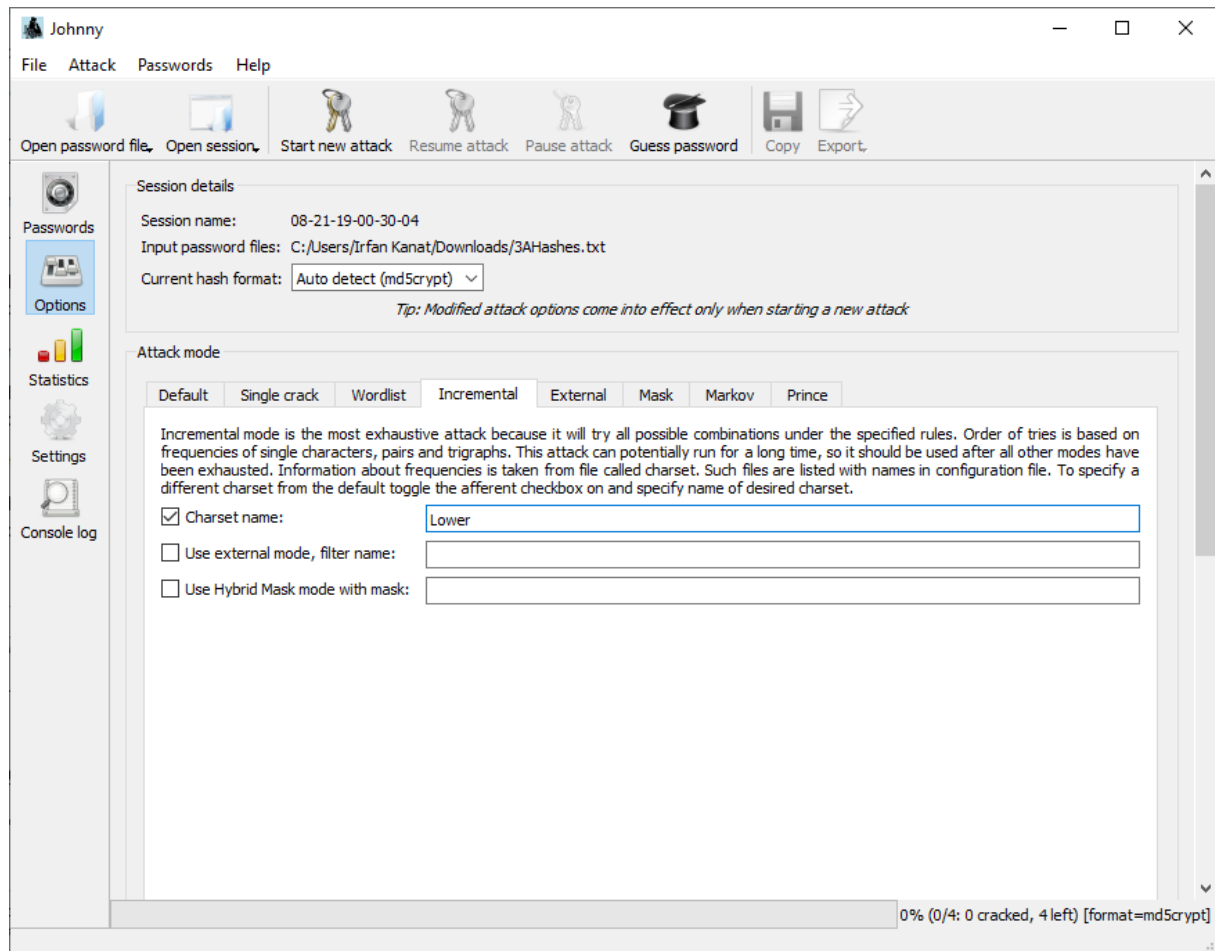 Johnny
File Attack Passwords Help
Open password file Open session Start new attack Resume attack Pause attack Guess password Copy Export
Session details
Passwords
Session name: 08-21-19-00-30-04
Input password files: C:/Users/Irfan Kanat/Downloads/3AHashes.txt
Current hash format: Auto detect (md5crypt)
Options
Tip: Modified attack options come into effect only when starting a new attack
Attack mode
Statistics
Default Single crack Wordlist Incremental External Mask Markov Prince
Incremental mode is the most exhaustive attack because it will try all possible combinations under the specified rules. Order of tries is based on
frequencies of single characters, pairs and trigraphs. This attack can potentially run for a long time, so it should be used after all other modes have
been exhausted. Information about frequencies is taken from file called charset. Such files are listed with names in configuration file. To specify a
different charset from the default toggle the afferent checkbox on and specify name of desired charset.
Settings
Charset name: Lower
Console log
Use external mode, filter name:
Use Hybrid Mask mode with mask:
0% (0/4: 0 cracked, 4 left) [format=md5crypt]